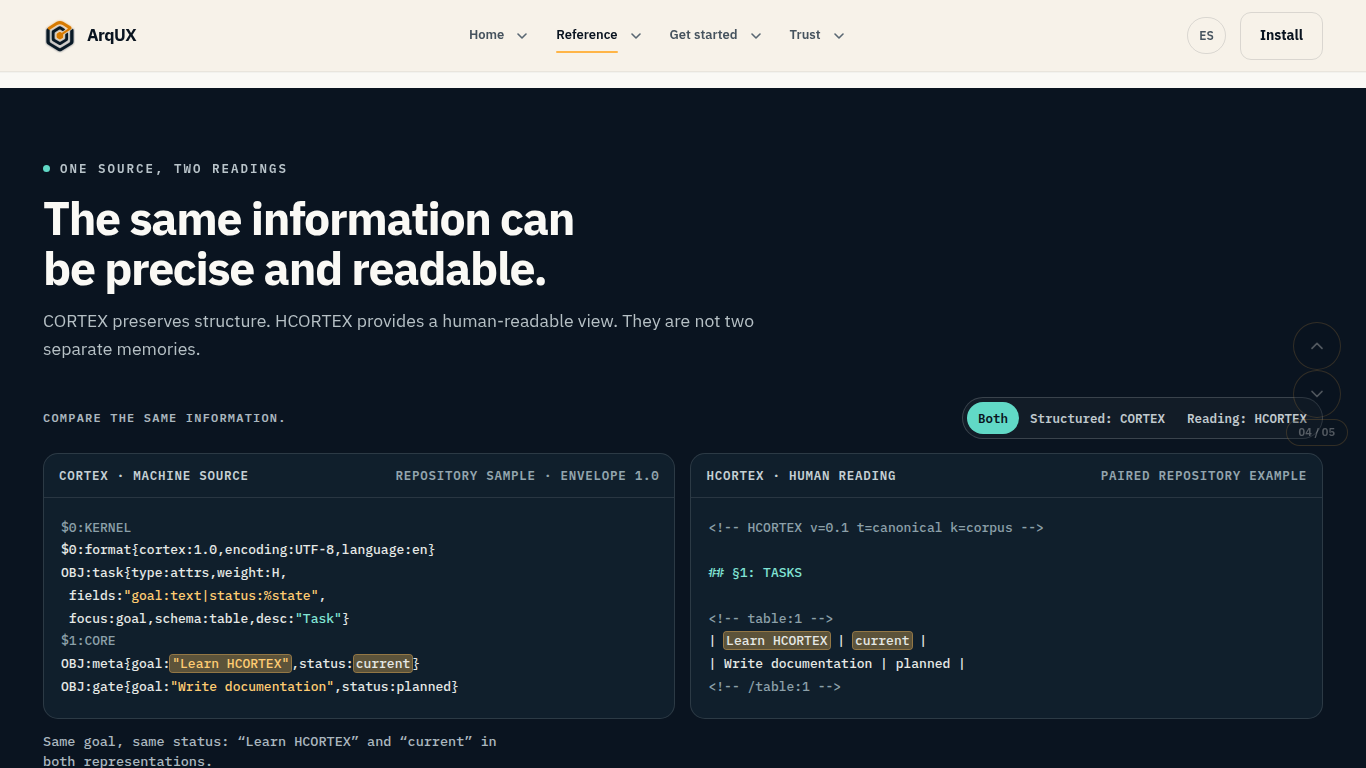 ArqUX
Home
Reference
Get started
Trust
ES
Install
ONE SOURCE, TWO READINGS
The same information can
be precise and readable.
CORTEX preserves structure. HCORTEX provides a human-readable view. They are not two
separate memories.
COMPARE THE SAME INFORMATION.
Both
Structured: CORTEX
Reading: HCORTEX
04/05
CORTEX · MACHINE SOURCE
REPOSITORY SAMPLE · ENVELOPE 1.0
$0:KERNEL
$0:format{cortex:1.0,encoding:UTF-8,language:en}
OBJ:task{type:attrs,weight:H,
fields:"goal:text|status:%state",
focus:goal,schema:table,desc:"Task"}
$1:CORE
OBJ:meta{goal:"Learn HCORTEX",status:current}
OBJ:gate{goal:"Write documentation",status:planned}
HCORTEX · HUMAN READING
PAIRED REPOSITORY EXAMPLE
<!-- HCORTEX v=0.1 t=canonical k=corpus -->
## §1: TASKS
<!-- table:1 -->
| Learn HCORTEX | current |
| Write documentation | planned |
<!-- /table:1 -->
Same goal, same status: “Learn HCORTEX” and “current” in
both representations.